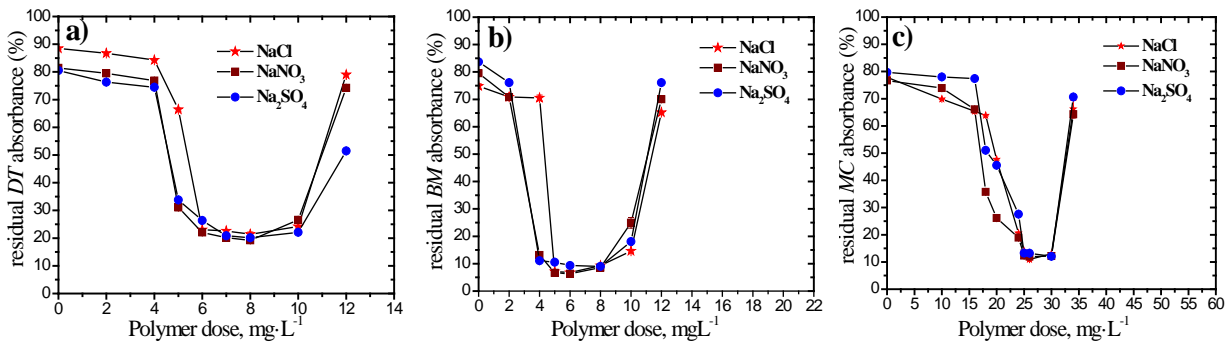 a)
NaCl
NaNO₃
Na₂SO₄
residual DT absorbance (%)
100
90
80
70
60
50
40
30
20
10
0
0 2 4 6 8 10 12 14
Polymer dose, mg·L⁻¹
b)
NaCl
NaNO₃
Na₂SO₄
residual BM absorbance (%)
100
90
80
70
60
50
40
30
20
10
0
0 2 4 6 8 10 12 14 16 18 20 22
Polymer dose, mgL⁻¹
c)
NaCl
NaNO₃
Na₂SO₄
residual MC absorbance (%)
100
90
80
70
60
50
40
30
20
10
0
0 5 10 15 20 25 30 35 40 45 50 55 60
Polymer dose, mg·L⁻¹